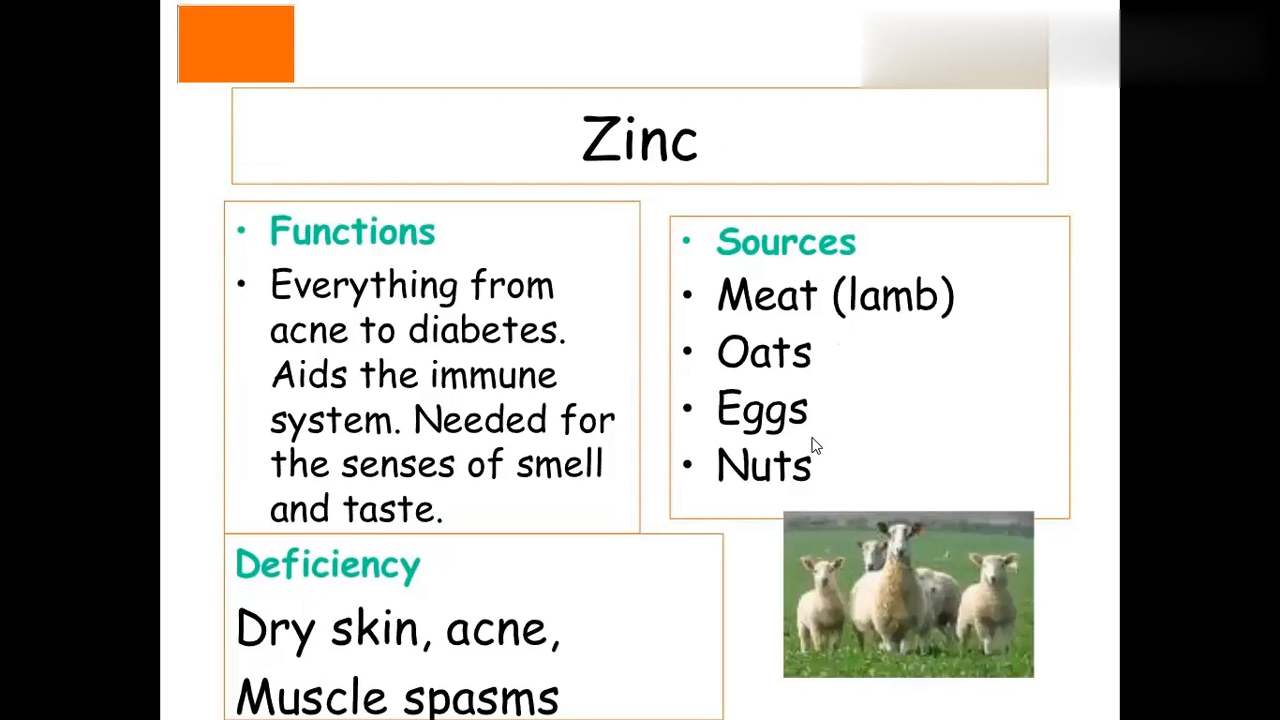 Zinc
• Functions
• Everything from
acne to diabetes.
Aids the immune
system. Needed for
the senses of smell
and taste.
• Sources
• Meat (lamb)
• Oats
• Eggs
• Nuts
Deficiency
Dry skin, acne,
Muscle spasms